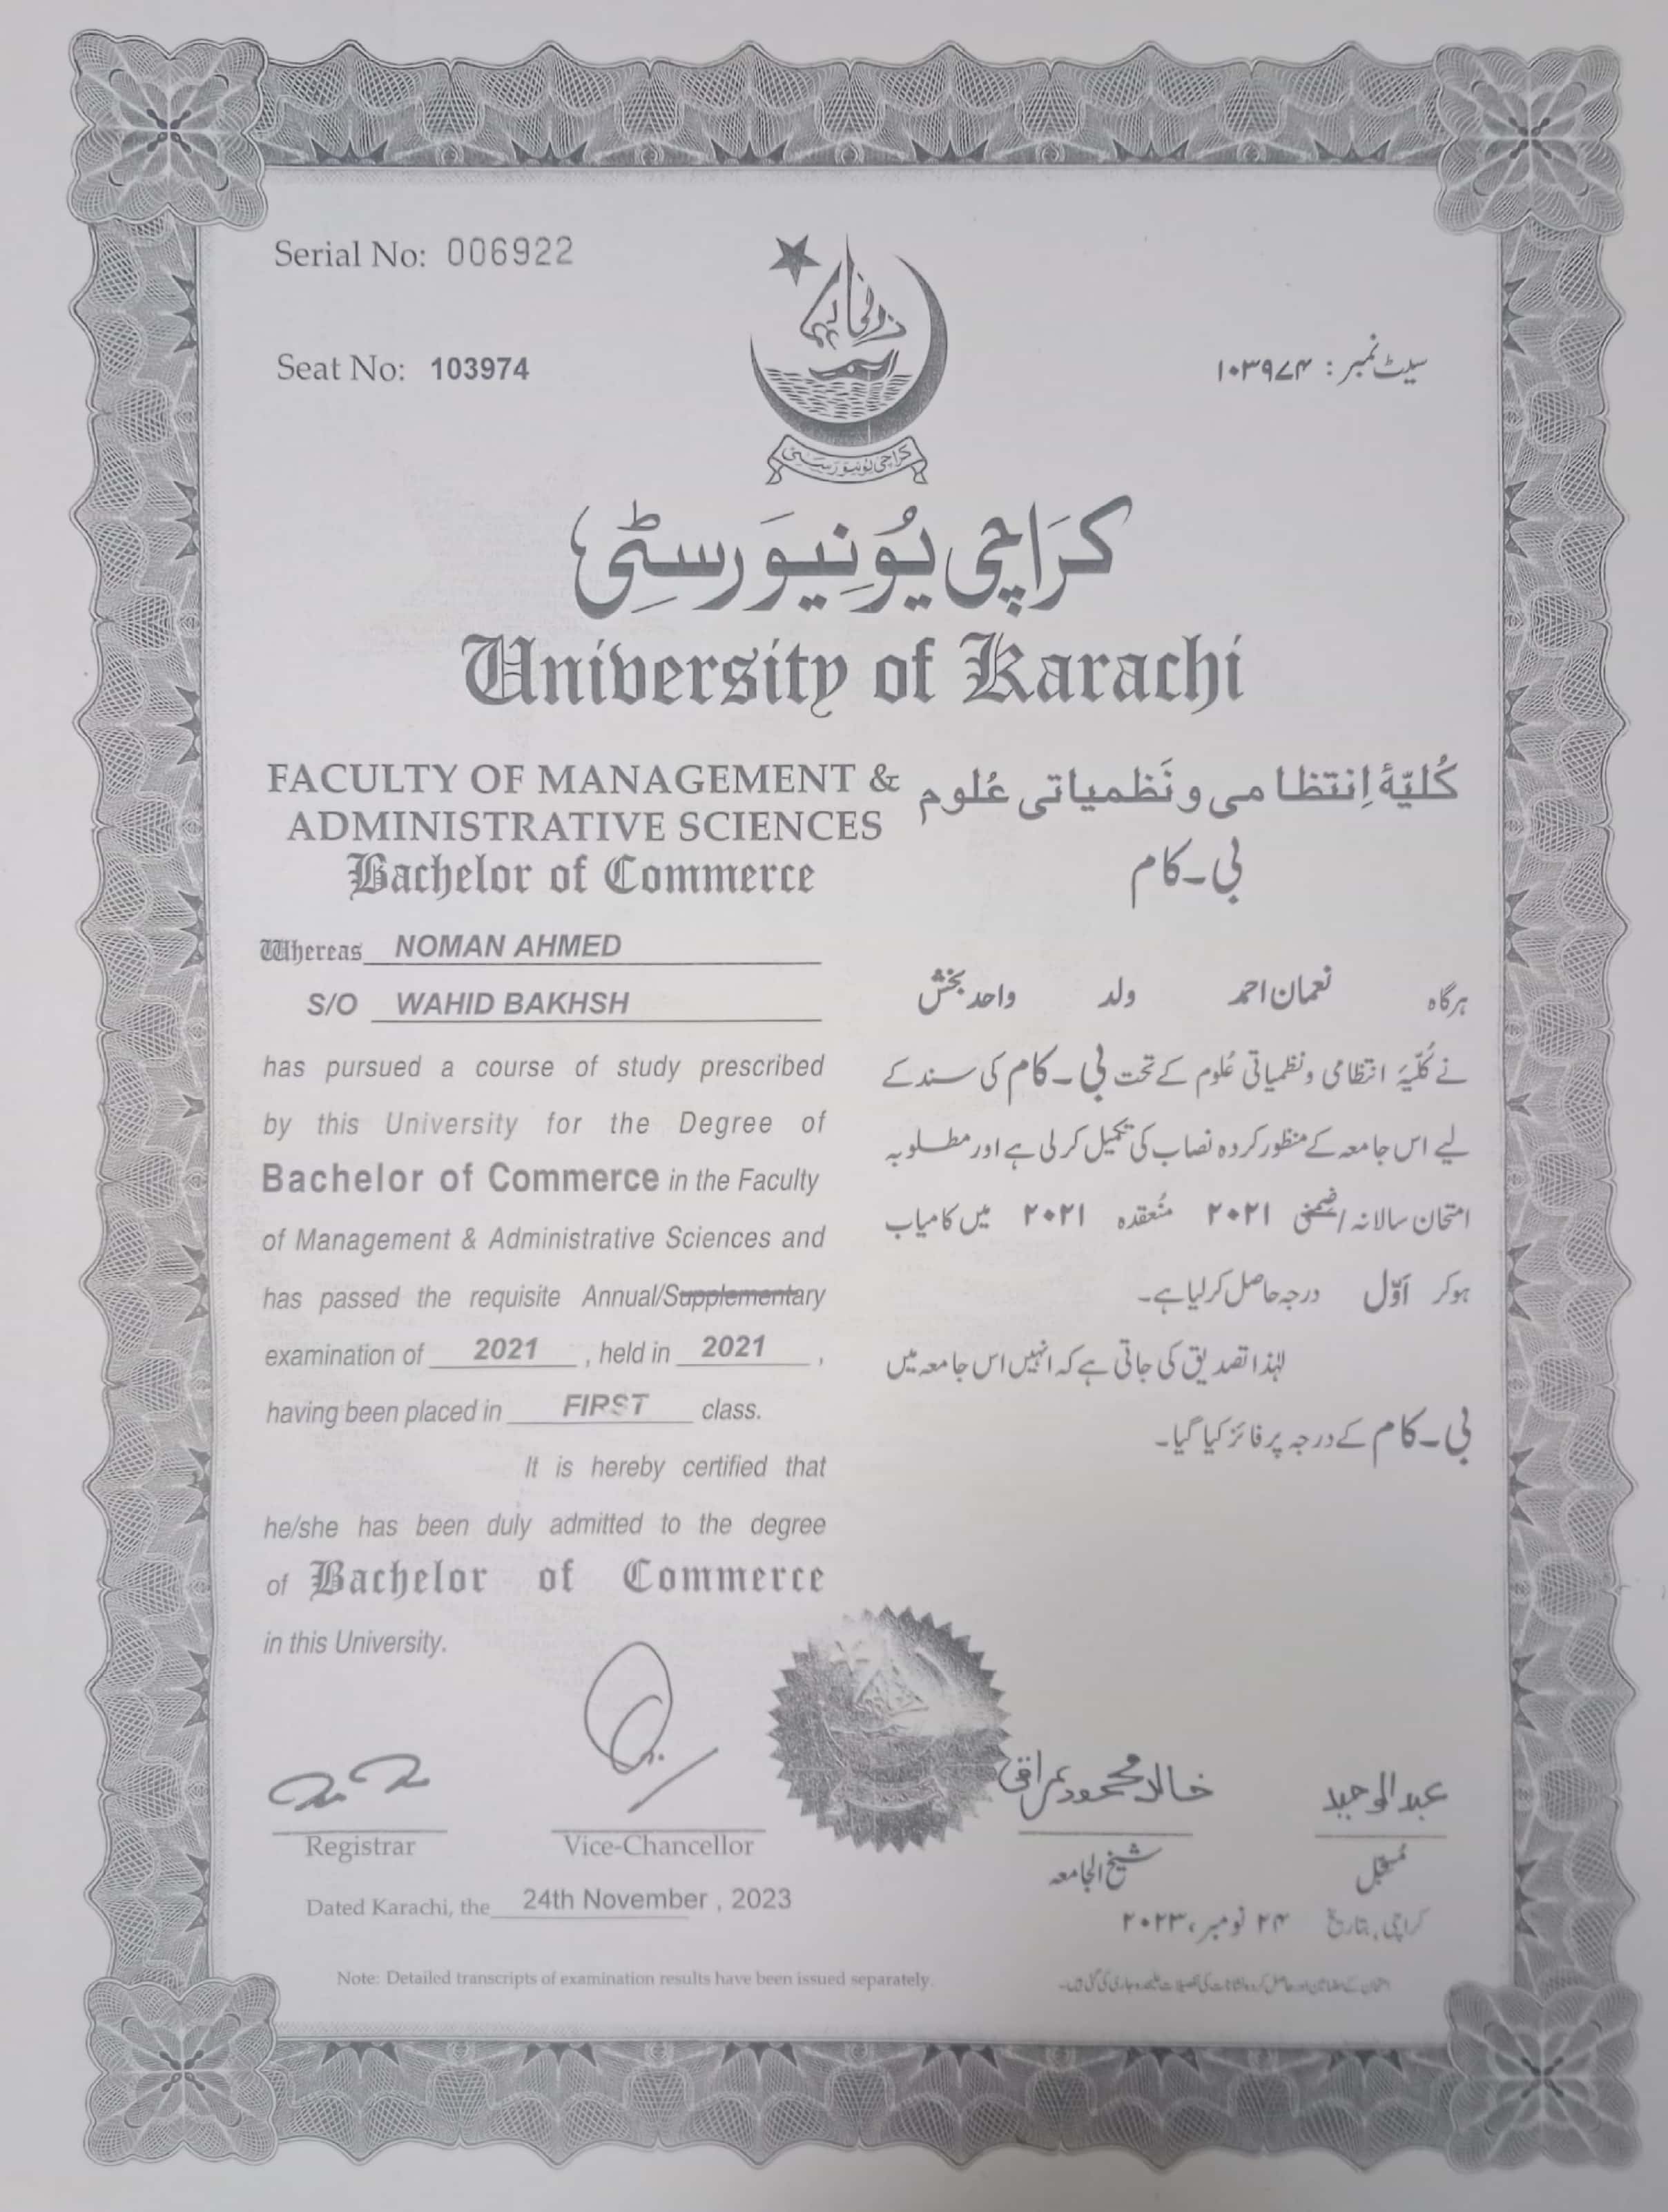 Serial No: 006922
Seat No: 103974
سیٹ نمبر : ۱۰۳۹۷۴
کراچی یونیورسٹی
کَرَاچی یُونِیوَرسِٹی
University of Karachi
FACULTY OF MANAGEMENT &
ADMINISTRATIVE SCIENCES
Bachelor of Commerce
کُلیّۂ اِنتظامی و نَظمیاتی عُلوم
بی۔کام
Whereas NOMAN AHMED
S/O WAHID BAKHSH
has pursued a course of study prescribed
by this University for the Degree of
Bachelor of Commerce in the Faculty
of Management & Administrative Sciences and
has passed the requisite Annual/Supplementary
examination of 2021 , held in 2021 ,
having been placed in FIRST class.
It is hereby certified that
he/she has been duly admitted to the degree
of Bachelor of Commerce
in this University.
ہرگاہ نعمان احمد ولد واحد بخش
نے کُلّیۂ انتظامی و نظمیاتی عُلوم کے تحت بی۔کام کی سند کے
لیے اس جامعہ کے منظور کردہ نصاب کی تکمیل کر لی ہے اور مطلوبہ
امتحان سالانہ/ضمنی ۲۰۲۱ مُنعقدہ ۲۰۲۱ میں کامیاب
ہوکر اَوّل درجہ حاصل کرلیا ہے۔
لہٰذا تصدیق کی جاتی ہے کہ انہیں اس جامعہ میں
بی۔کام کے درجہ پر فائز کیا گیا۔
Registrar
Vice-Chancellor
Dated Karachi, the 24th November , 2023
خالد محمود عراقی
شیخ الجامعہ
عبدالوحید
مُسجّل
کراچی، بتاریخ ۲۴ نومبر، ۲۰۲۳
Note: Detailed transcripts of examination results have been issued separately.